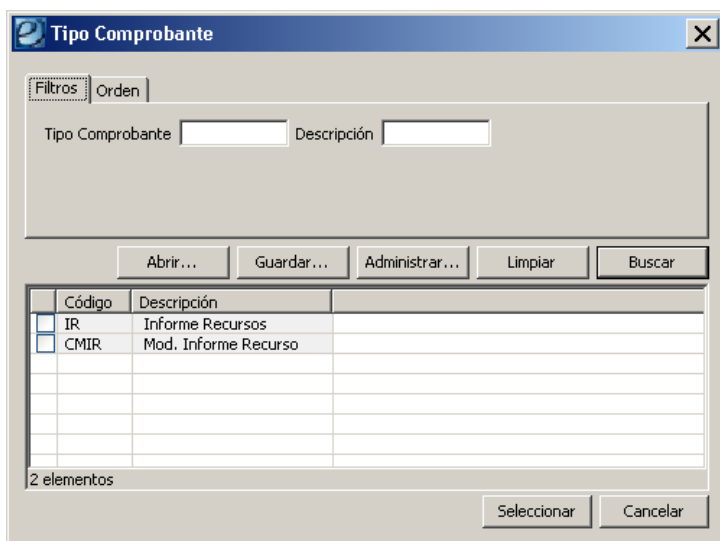 Tipo Comprobante
Filtros Orden
Tipo Comprobante Descripción
Abrir... Guardar... Administrar... Limpiar Buscar
Código Descripción
IR Informe Recursos
CMIR Mod. Informe Recurso
2 elementos
Seleccionar Cancelar